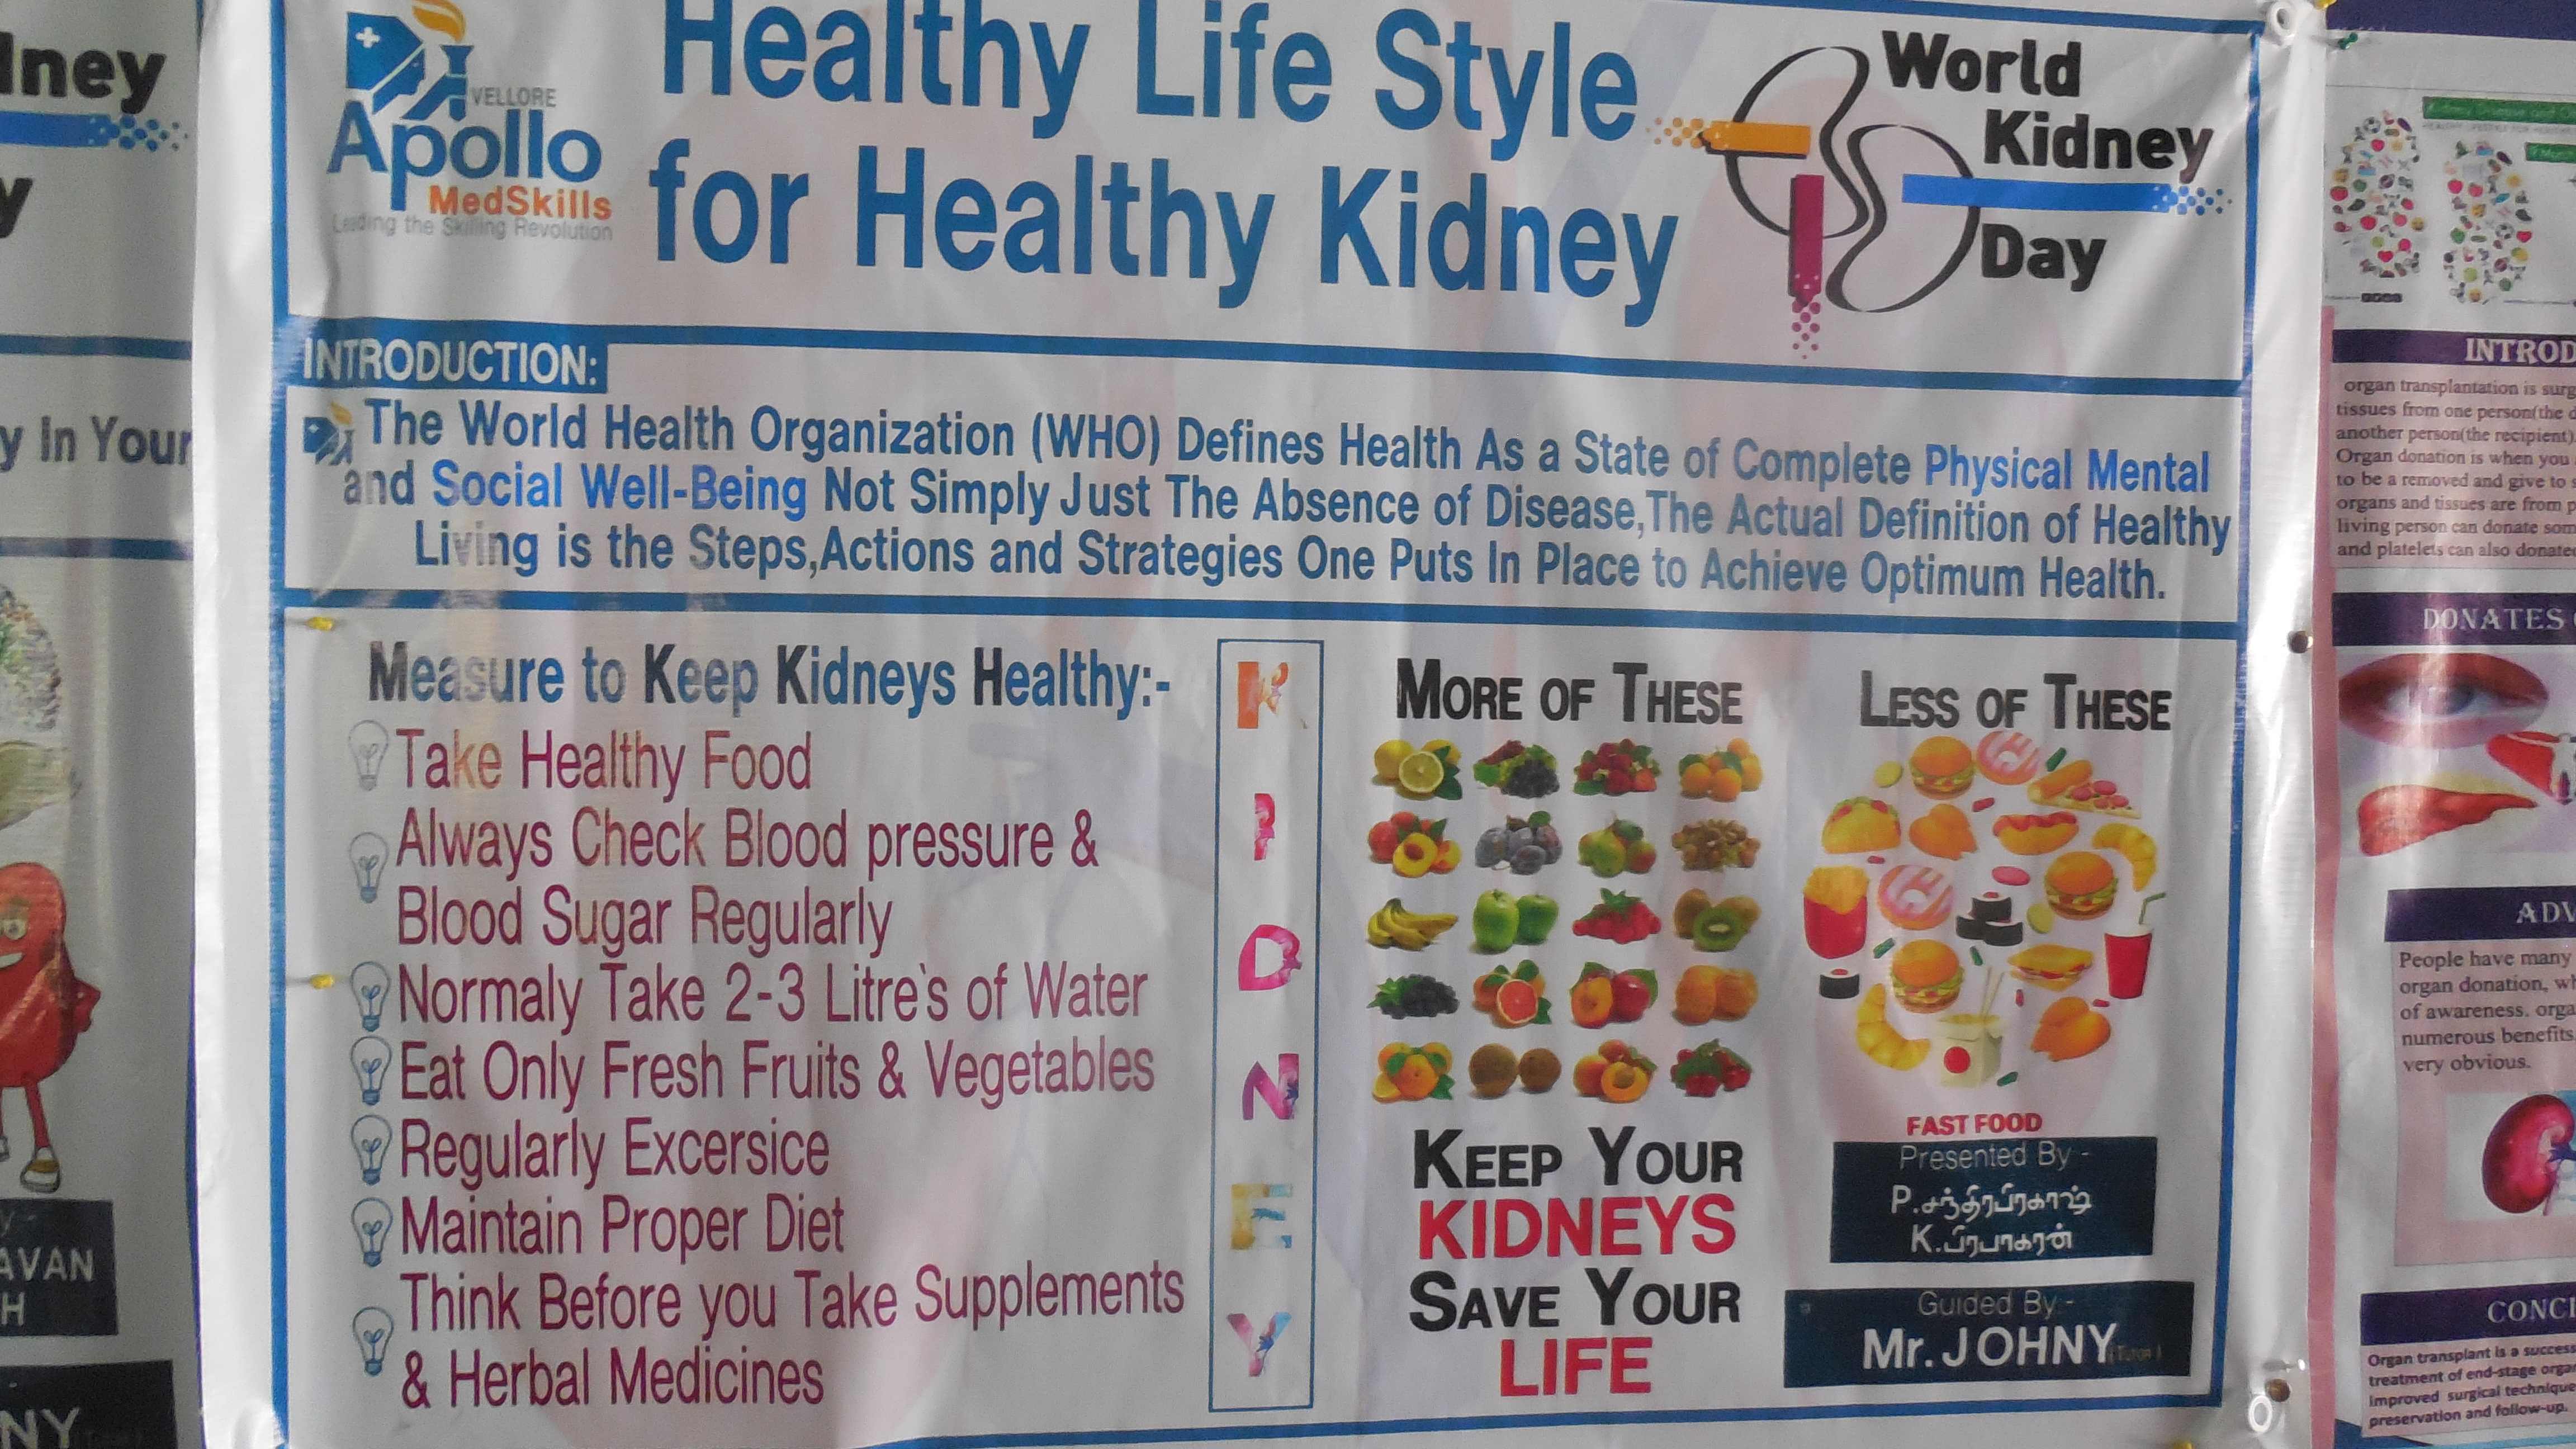 VELLORE
Apollo
MedSkills
Leading the Skilling Revolution
Healthy Life Style
for Healthy Kidney
World
Kidney
Day
INTRODUCTION:
The World Health Organization (WHO) Defines Health As a State of Complete Physical Mental
and Social Well-Being Not Simply Just The Absence of Disease,The Actual Definition of Healthy
Living is the Steps,Actions and Strategies One Puts In Place to Achieve Optimum Health.
Measure to Keep Kidneys Healthy:-
Take Healthy Food
Always Check Blood pressure &
Blood Sugar Regularly
Normaly Take 2-3 Litre's of Water
Eat Only Fresh Fruits & Vegetables
Regularly Excersice
Maintain Proper Diet
Think Before you Take Supplements
& Herbal Medicines
K
I
D
N
E
Y
MORE OF THESE
KEEP YOUR
KIDNEYS
SAVE YOUR
LIFE
LESS OF THESE
FAST FOOD
Presented By -
P.சந்திரபிரகாஷ்
K.பிரபாகரன்
Guided By:-
Mr.JOHNY (Tutor)
y In Your
AVAN
H
NY
INTROD
organ transplantation is surg
tissues from one person(the d
another person(the recipient)
Organ donation is when you
to be a removed and give to s
organs and tissues are from p
living person can donate som
and platelets can also donated
DONATES
ADV
People have many
organ donation, wh
of awareness. orga
numerous benefits.
very obvious.
CONCL
Organ transplant is a success
treatment of end-stage orga
improved surgical technique
preservation and follow-up.